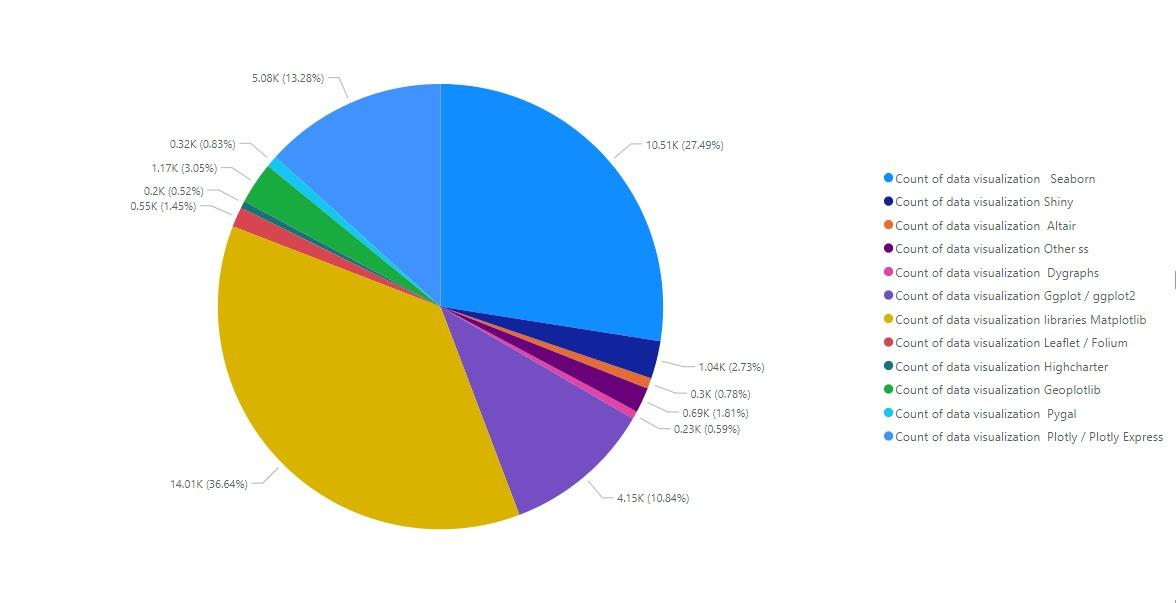 5.08K (13.28%)
0.32K (0.83%)
1.17K (3.05%)
0.2K (0.52%)
0.55K (1.45%)
14.01K (36.64%)
10.51K (27.49%)
1.04K (2.73%)
0.3K (0.78%)
0.69K (1.81%)
0.23K (0.59%)
4.15K (10.84%)
Count of data visualization Seaborn
Count of data visualization Shiny
Count of data visualization Altair
Count of data visualization Other ss
Count of data visualization Dygraphs
Count of data visualization Ggplot / ggplot2
Count of data visualization libraries Matplotlib
Count of data visualization Leaflet / Folium
Count of data visualization Highcharter
Count of data visualization Geoplotlib
Count of data visualization Pygal
Count of data visualization Plotly / Plotly Express